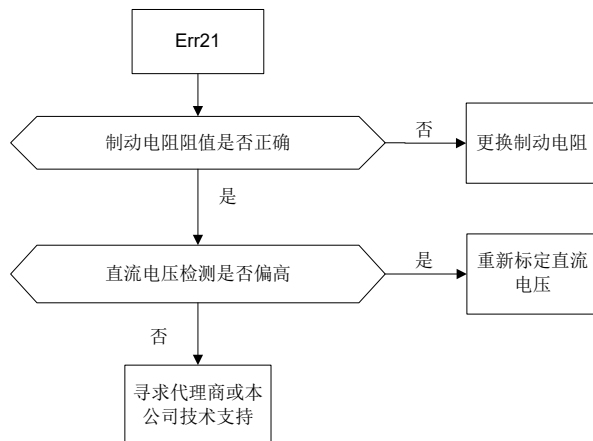 Err21
制动电阻阻值是否正确
否
更换制动电阻
是
直流电压检测是否偏高
是
重新标定直流
电压
否
寻求代理商或本
公司技术支持